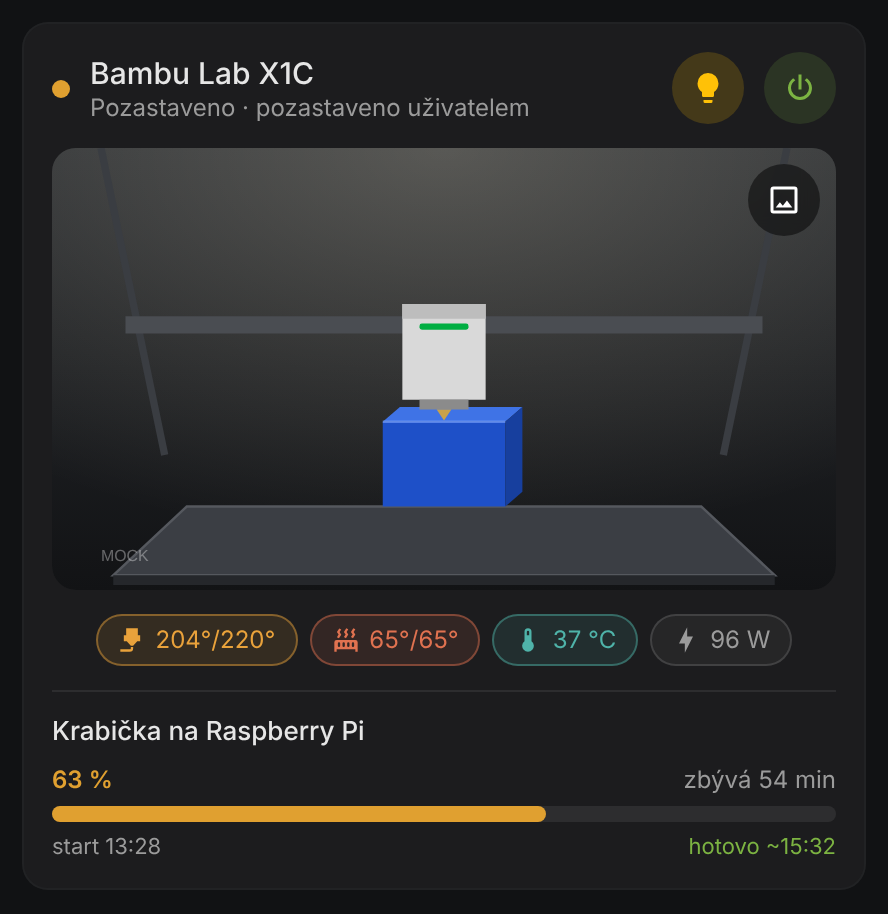 Bambu Lab X1C
Pozastaveno · pozastaveno uživatelem
MOCK
204°/220° 65°/65° 37 °C 96 W
Krabička na Raspberry Pi
63 % zbývá 54 min
start 13:28 hotovo ~15:32